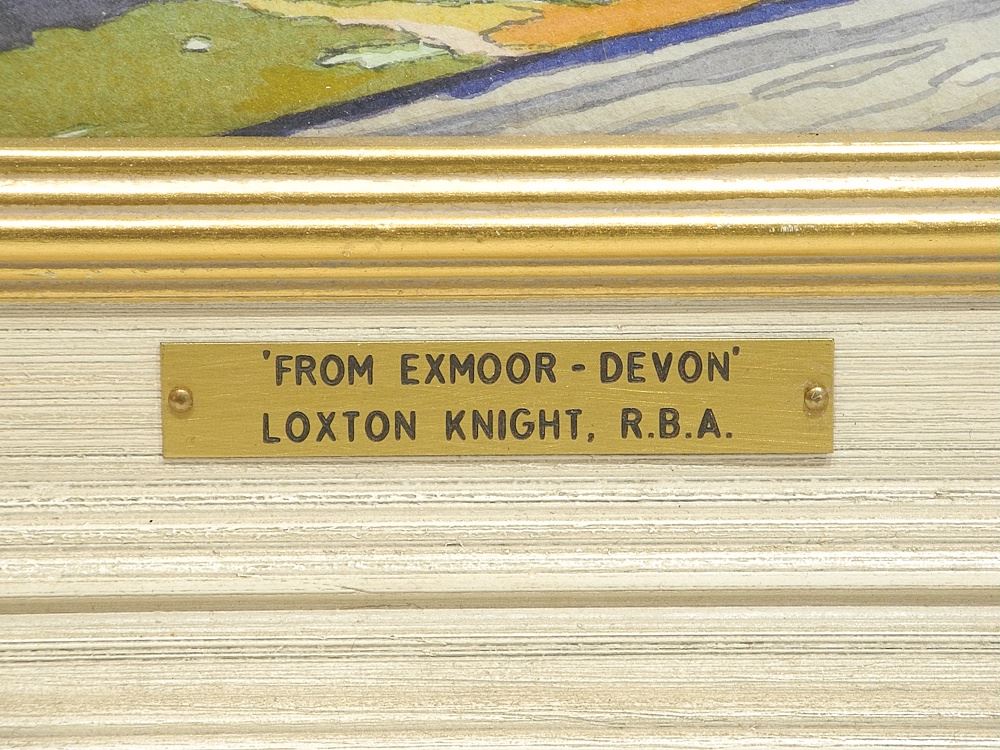 'FROM EXMOOR - DEVON'
LOXTON KNIGHT, R.B.A.